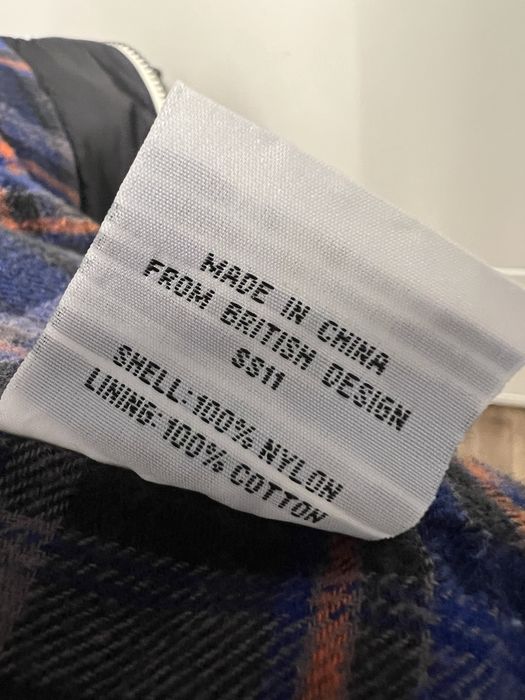 MADE IN CHINA
FROM BRITISH DESIGN
SS11
SHELL:100% NYLON
LINING:100% COTTON